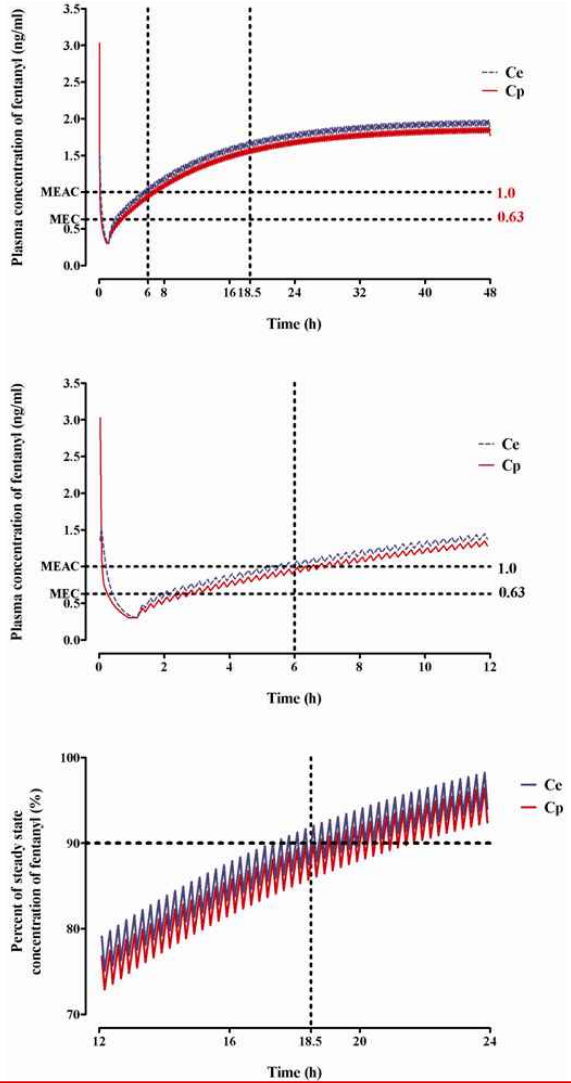 Plasma concentration of fentanyl (ng/ml)
3.5
3.0
2.5
2.0
1.5
MEAC
MEC
0.5
0.0
Ce
Cp
1.0
0.63
0 6 8 16 18.5 24 32 40 48
Time (h)
Plasma concentration of fentanyl (ng/ml)
3.5
3.0
2.5
2.0
1.5
MEAC
MEC
0.5
0.0
Ce
Cp
1.0
0.63
0 2 4 6 8 10 12
Time (h)
Percent of steady state
concentration of fentanyl (%)
100
90
80
70
Ce
Cp
12 16 18.5 20 24
Time (h)